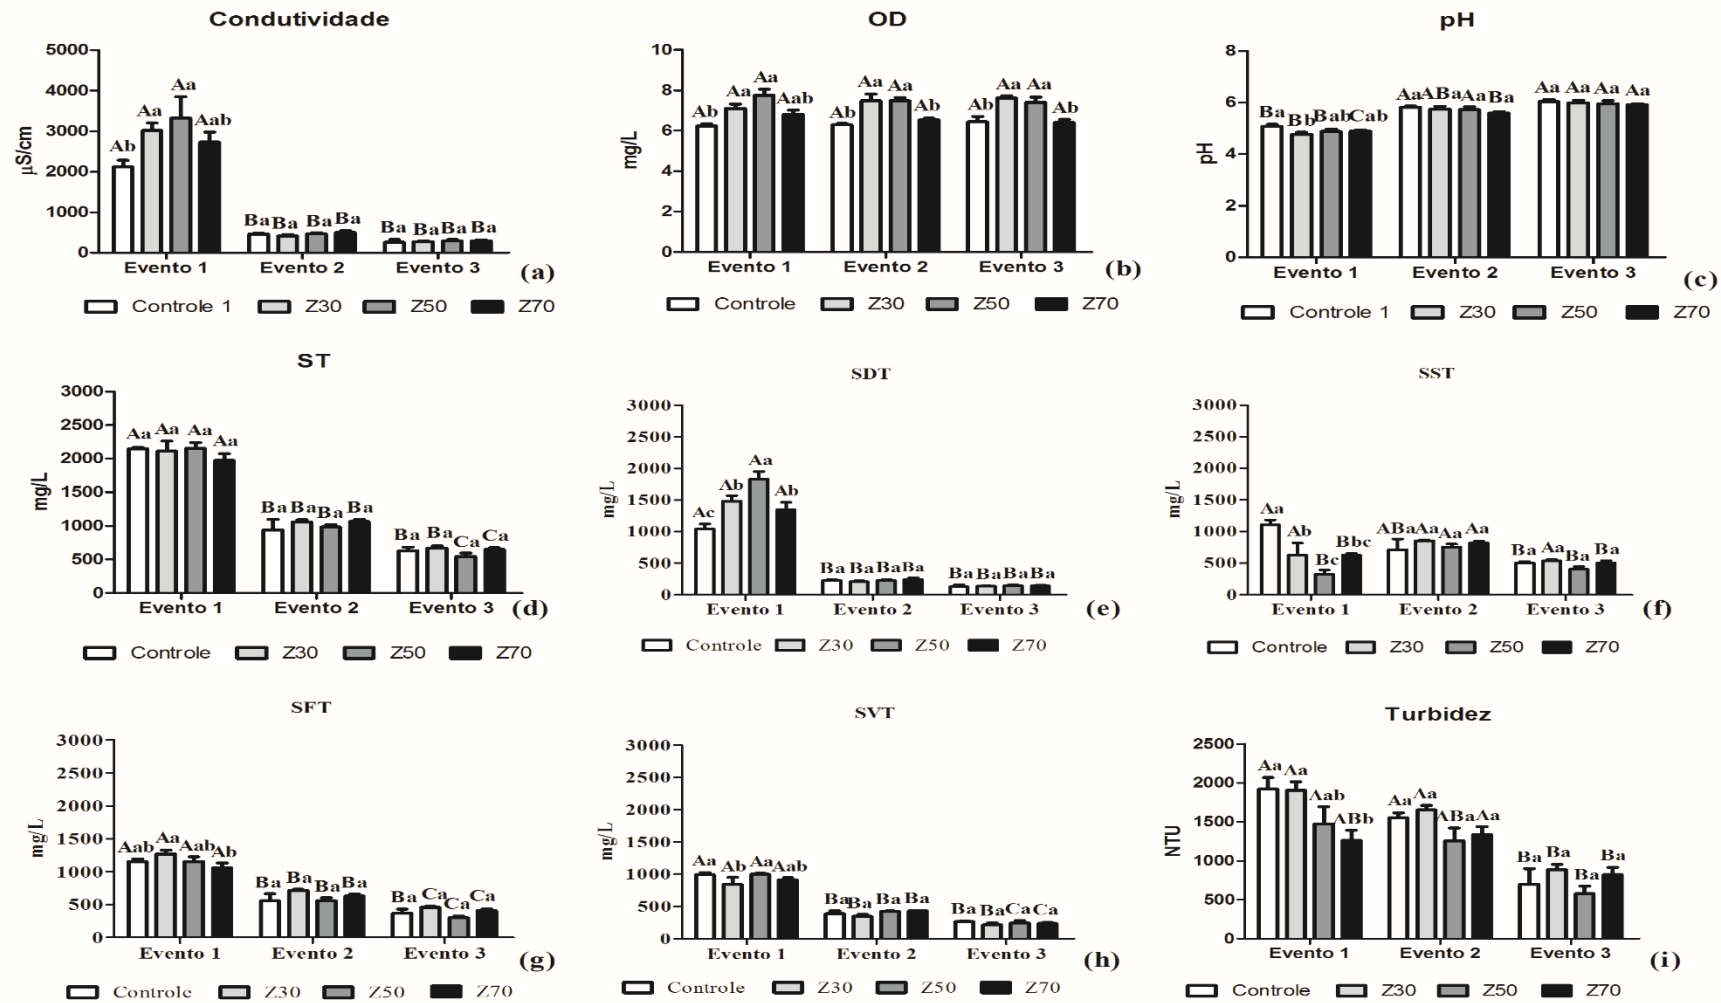 Condutividade
µS/cm
5000
4000
3000
2000
1000
0
Ab Aa Aa Aab
Ba Ba Ba Ba
Ba Ba Ba Ba
Evento 1 Evento 2 Evento 3
(a)
Controle 1 Z30 Z50 Z70
OD
mg/L
10
8
6
4
2
0
Ab Aa Aa Aab
Ab Aa Aa Ab
Ab Aa Aa Ab
Evento 1 Evento 2 Evento 3
(b)
Controle Z30 Z50 Z70
pH
pH
8
6
4
2
0
Ba Bb Bab Cab
Aa ABa Aa Ba
Aa Aa Aa Aa
Evento 1 Evento 2 Evento 3
(c)
Controle 1 Z30 Z50 Z70
ST
mg/L
3000
2500
2000
1500
1000
500
0
Aa Aa Aa Aa
Ba Ba Ba Ba
Ba Ba Ca Ca
Evento 1 Evento 2 Evento 3
(d)
Controle Z30 Z50 Z70
SDT
mg/L
3000
2500
2000
1500
1000
500
0
Ac Ab Aa Ab
Ba Ba Ba Ba
Ba Ba Ba Ba
Evento 1 Evento 2 Evento 3
(e)
Controle Z30 Z50 Z70
SST
mg/L
3000
2500
2000
1500
1000
500
0
Aa Ab Bc Bbc
ABa Aa Aa Aa
Ba Aa Ba Ba
Evento 1 Evento 2 Evento 3
(f)
Controle Z30 Z50 Z70
SFT
mg/L
3000
2500
2000
1500
1000
500
0
Aab Aa Aab Ab
Ba Ba Ba Ba
Ba Ca Ca Ca
Evento 1 Evento 2 Evento 3
(g)
Controle Z30 Z50 Z70
SVT
mg/L
3000
2500
2000
1500
1000
500
0
Aa Ab Aa Aab
Ba Ba Ba Ba
Ba Ba Ca Ca
Evento 1 Evento 2 Evento 3
(h)
Controle Z30 Z50 Z70
Turbidez
NTU
2500
2000
1500
1000
500
0
Aa Aa Aab ABb
Aa Aa ABa Aa
Ba Ba Ba Ba
Evento 1 Evento 2 Evento 3
(i)
Controle Z30 Z50 Z70